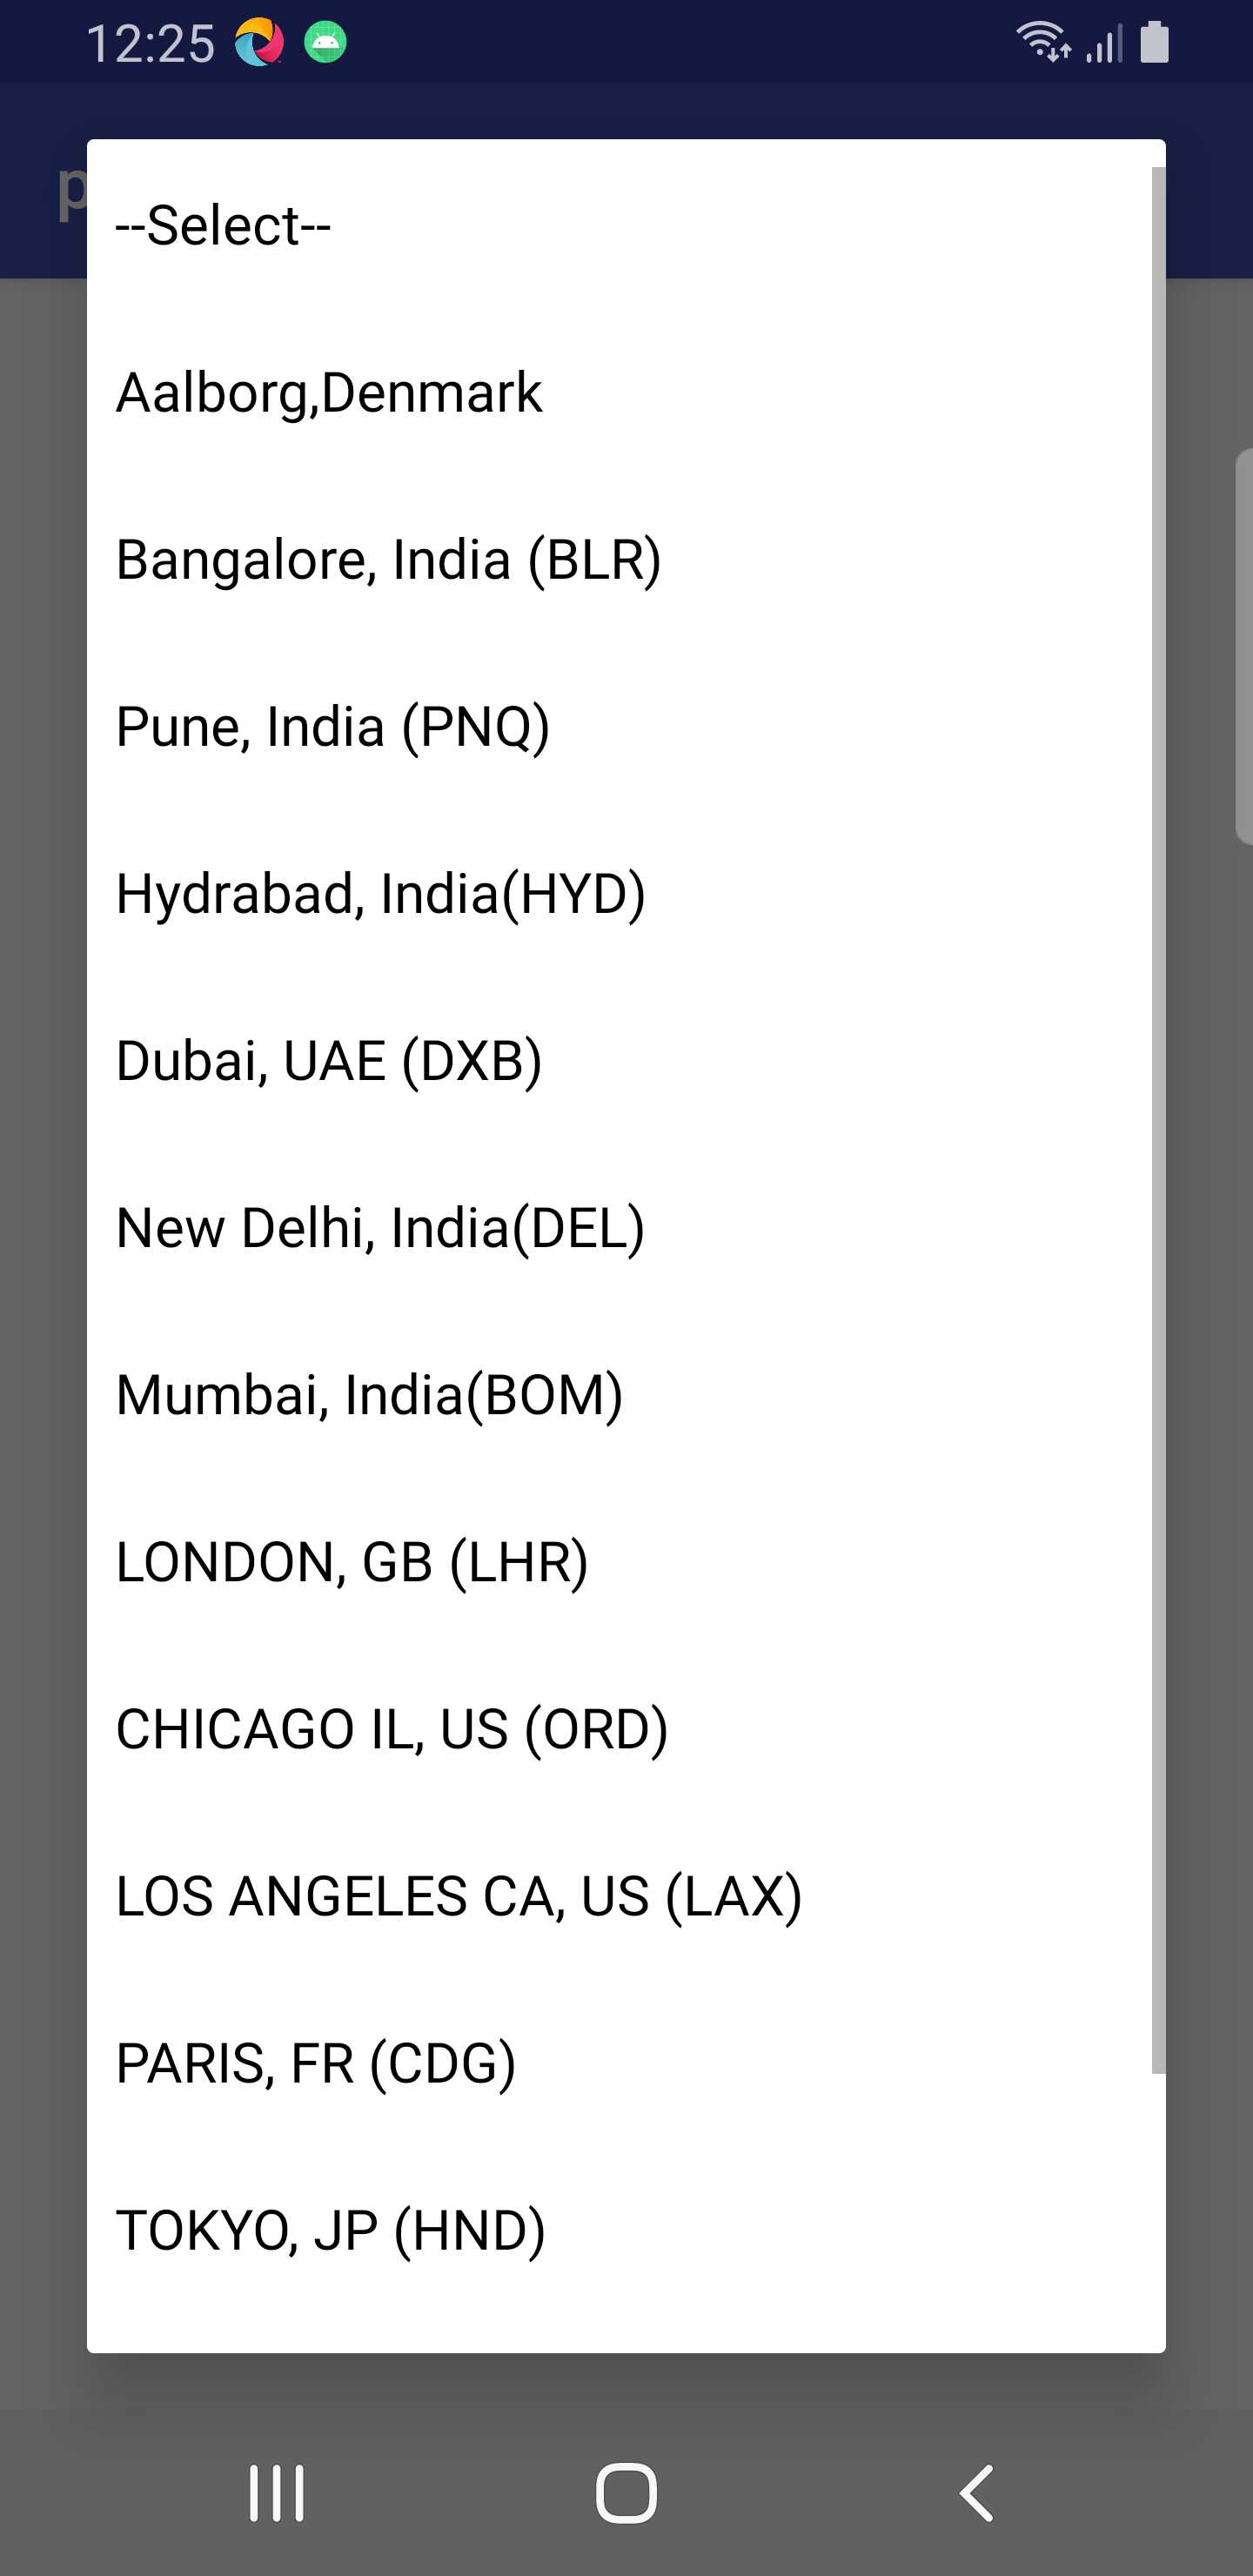 12:25
p
--Select--
Aalborg,Denmark
Bangalore, India (BLR)
Pune, India (PNQ)
Hydrabad, India(HYD)
Dubai, UAE (DXB)
New Delhi, India(DEL)
Mumbai, India(BOM)
LONDON, GB (LHR)
CHICAGO IL, US (ORD)
LOS ANGELES CA, US (LAX)
PARIS, FR (CDG)
TOKYO, JP (HND)